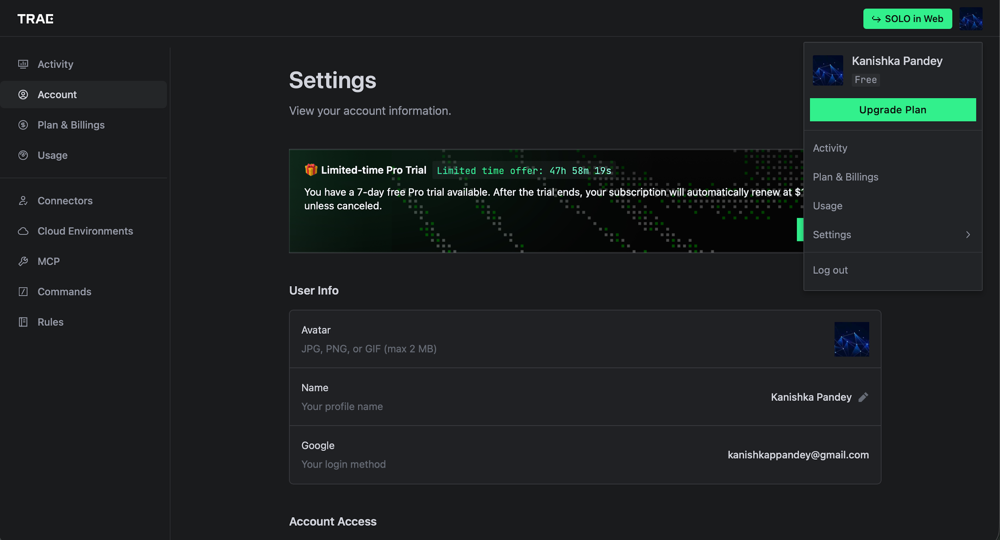 TRAE
SOLO in Web
Activity
Account
Plan & Billings
Usage
Connectors
Cloud Environments
MCP
Commands
Rules
Settings
View your account information.
Limited-time Pro Trial
Limited time offer: 47h 58m 19s
You have a 7-day free Pro trial available. After the trial ends, your subscription will automatically renew at
unless canceled.
User Info
Avatar
JPG, PNG, or GIF (max 2 MB)
Name
Your profile name
Kanishka Pandey
Google
Your login method
kanishkappandey@gmail.com
Account Access
Kanishka Pandey
Free
Upgrade Plan
Activity
Plan & Billings
Usage
Settings
Log out